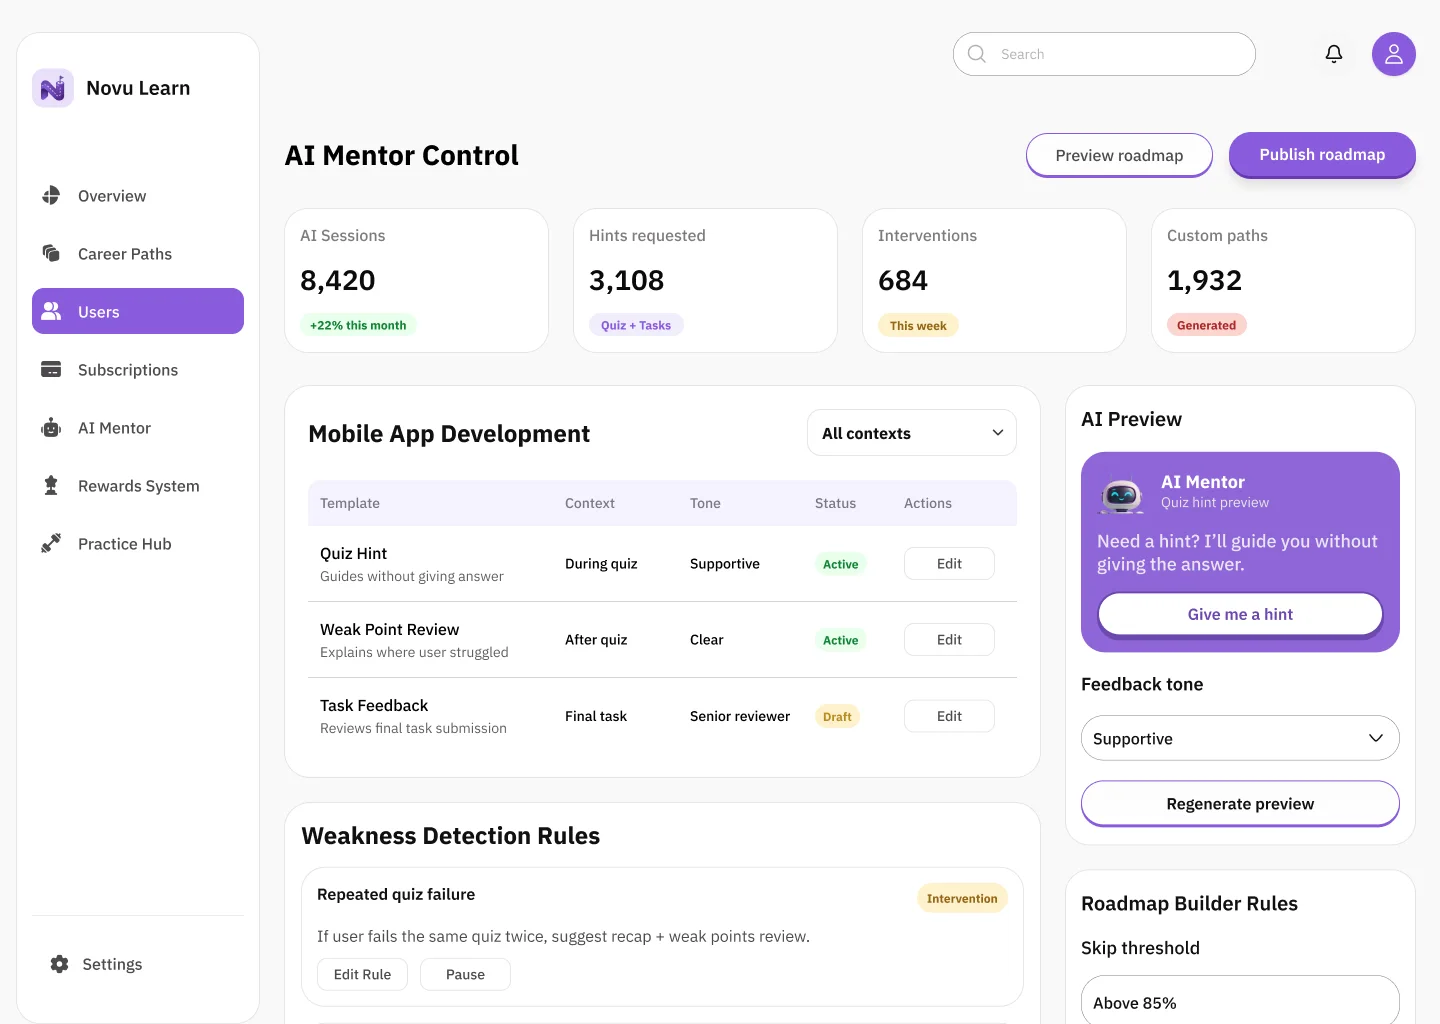 Novu Learn
Overview
Career Paths
Users
Subscriptions
AI Mentor
Rewards System
Practice Hub
Settings
Search
AI Mentor Control
Preview roadmap
Publish roadmap
AI Sessions
8,420
+22% this month
Hints requested
3,108
Quiz + Tasks
Interventions
684
This week
Custom paths
1,932
Generated
Mobile App Development
All contexts
Template Context Tone Status Actions
Quiz Hint
Guides without giving answer
During quiz
Supportive
Active
Edit
Weak Point Review
Explains where user struggled
After quiz
Clear
Active
Edit
Task Feedback
Reviews final task submission
Final task
Senior reviewer
Draft
Edit
Weakness Detection Rules
Repeated quiz failure
Intervention
If user fails the same quiz twice, suggest recap + weak points review.
Edit Rule
Pause
AI Preview
AI Mentor
Quiz hint preview
Need a hint? I’ll guide you without
giving the answer.
Give me a hint
Feedback tone
Supportive
Regenerate preview
Roadmap Builder Rules
Skip threshold
Above 85%